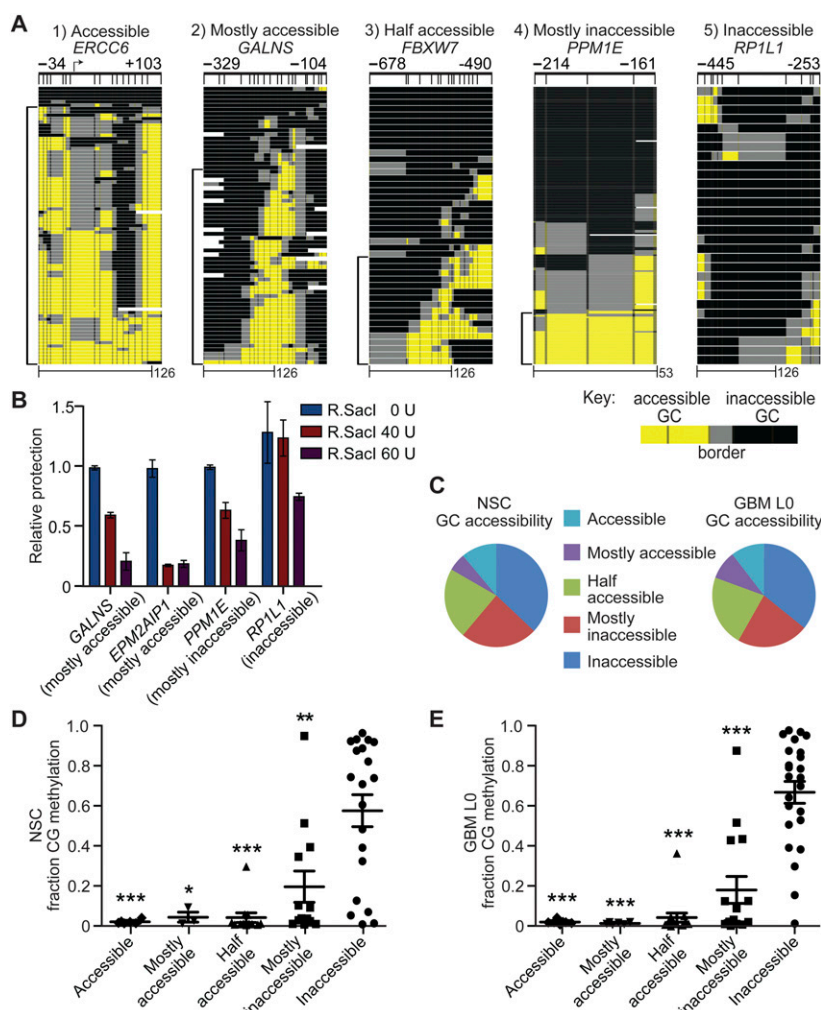 A
1) Accessible
ERCC6
−34 +103
126
2) Mostly accessible
GALNS
−329 −104
126
3) Half accessible
FBXW7
−678 −490
126
4) Mostly inaccessible
PPM1E
−214 −161
53
5) Inaccessible
RP1L1
−445 -253
126
Key: accessible GC
inaccessible GC
border
B
Relative protection
1.5
1.0
0.5
0
R.SacI 0 U
R.SacI 40 U
R.SacI 60 U
GALNS
(mostly accessible)
EPM2AIP1
(mostly accessible)
PPM1E
(mostly inaccessible)
RP1L1
(inaccessible)
C
NSC
GC accessibility
Accessible
Mostly accessible
Half
accessible
Mostly
inaccessible
Inaccessible
GBM L0
GC accessibility
D
NSC
fraction CG methylation
1.0
0.8
0.6
0.4
0.2
0
***
*
***
**
Accessible
Mostly
accessible
Half
accessible
Mostly
inaccessible
Inaccessible
E
GBM L0
fraction CG methylation
1.0
0.8
0.6
0.4
0.2
0
***
***
***
***
Accessible
Mostly
accessible
Half
accessible
Mostly
inaccessible
Inaccessible